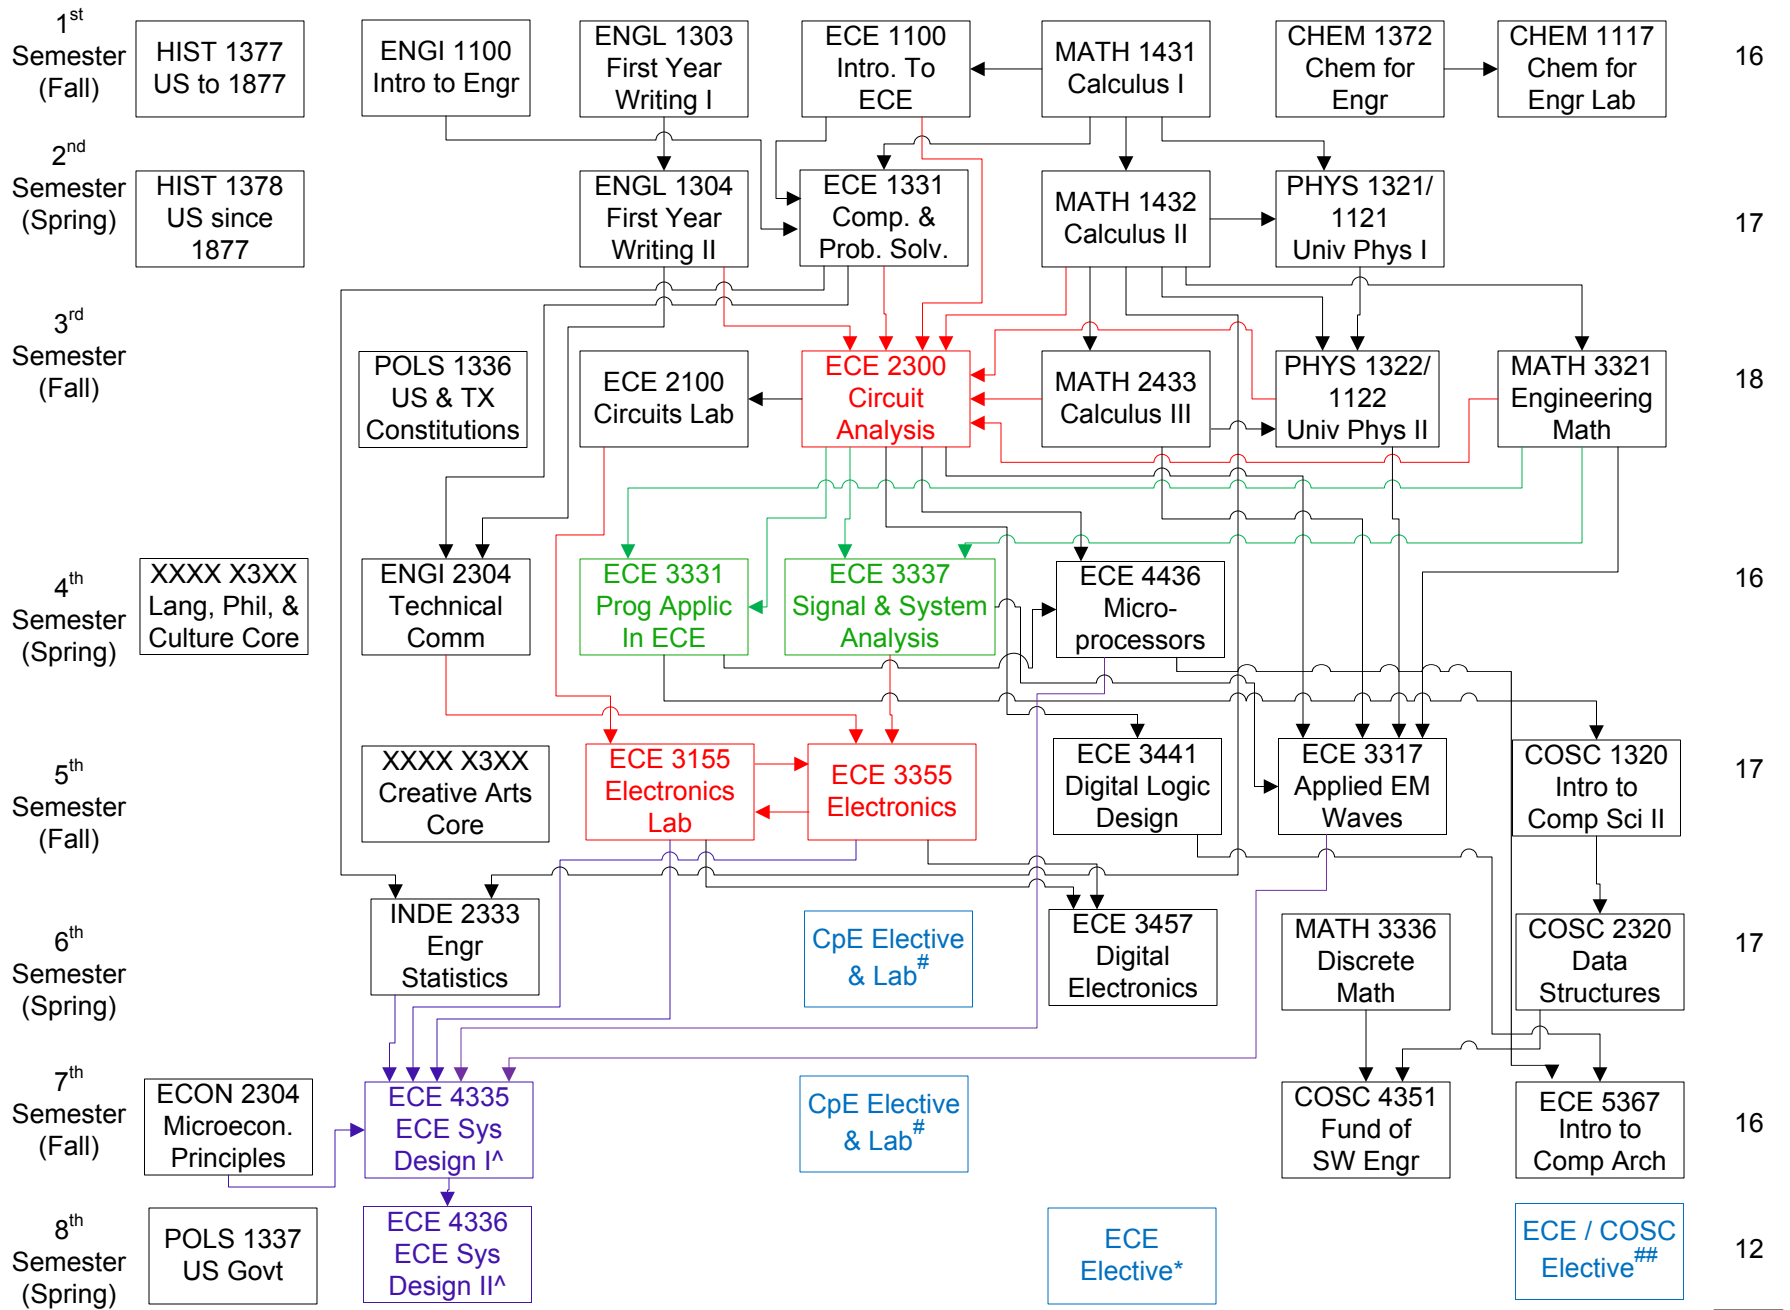 1st
Semester
(Fall)
HIST 1377
US to 1877
ENGI 1100
Intro to Engr
ENGL 1303
First Year
Writing I
ECE 1100
Intro. To
ECE
MATH 1431
Calculus I
CHEM 1372
Chem for
Engr
CHEM 1117
Chem for
Engr Lab
16
2nd
Semester
(Spring)
HIST 1378
US since
1877
ENGL 1304
First Year
Writing II
ECE 1331
Comp. &
Prob. Solv.
MATH 1432
Calculus II
PHYS 1321/
1121
Univ Phys I
17
3rd
Semester
(Fall)
POLS 1336
US & TX
Constitutions
ECE 2100
Circuits Lab
ECE 2300
Circuit
Analysis
MATH 2433
Calculus III
PHYS 1322/
1122
Univ Phys II
MATH 3321
Engineering
Math
18
4th
Semester
(Spring)
XXXX X3XX
Lang, Phil, &
Culture Core
ENGI 2304
Technical
Comm
ECE 3331
Prog Applic
In ECE
ECE 3337
Signal & System
Analysis
ECE 4436
Micro-
processors
16
5th
Semester
(Fall)
XXXX X3XX
Creative Arts
Core
ECE 3155
Electronics
Lab
ECE 3355
Electronics
ECE 3441
Digital Logic
Design
ECE 3317
Applied EM
Waves
COSC 1320
Intro to
Comp Sci II
17
6th
Semester
(Spring)
INDE 2333
Engr
Statistics
CpE Elective
& Lab#
ECE 3457
Digital
Electronics
MATH 3336
Discrete
Math
COSC 2320
Data
Structures
17
7th
Semester
(Fall)
ECON 2304
Microecon.
Principles
ECE 4335
ECE Sys
Design I^
CpE Elective
& Lab#
COSC 4351
Fund of
SW Engr
ECE 5367
Intro to
Comp Arch
16
8th
Semester
(Spring)
POLS 1337
US Govt
ECE 4336
ECE Sys
Design II^
ECE
Elective*
ECE / COSC
Elective##
12